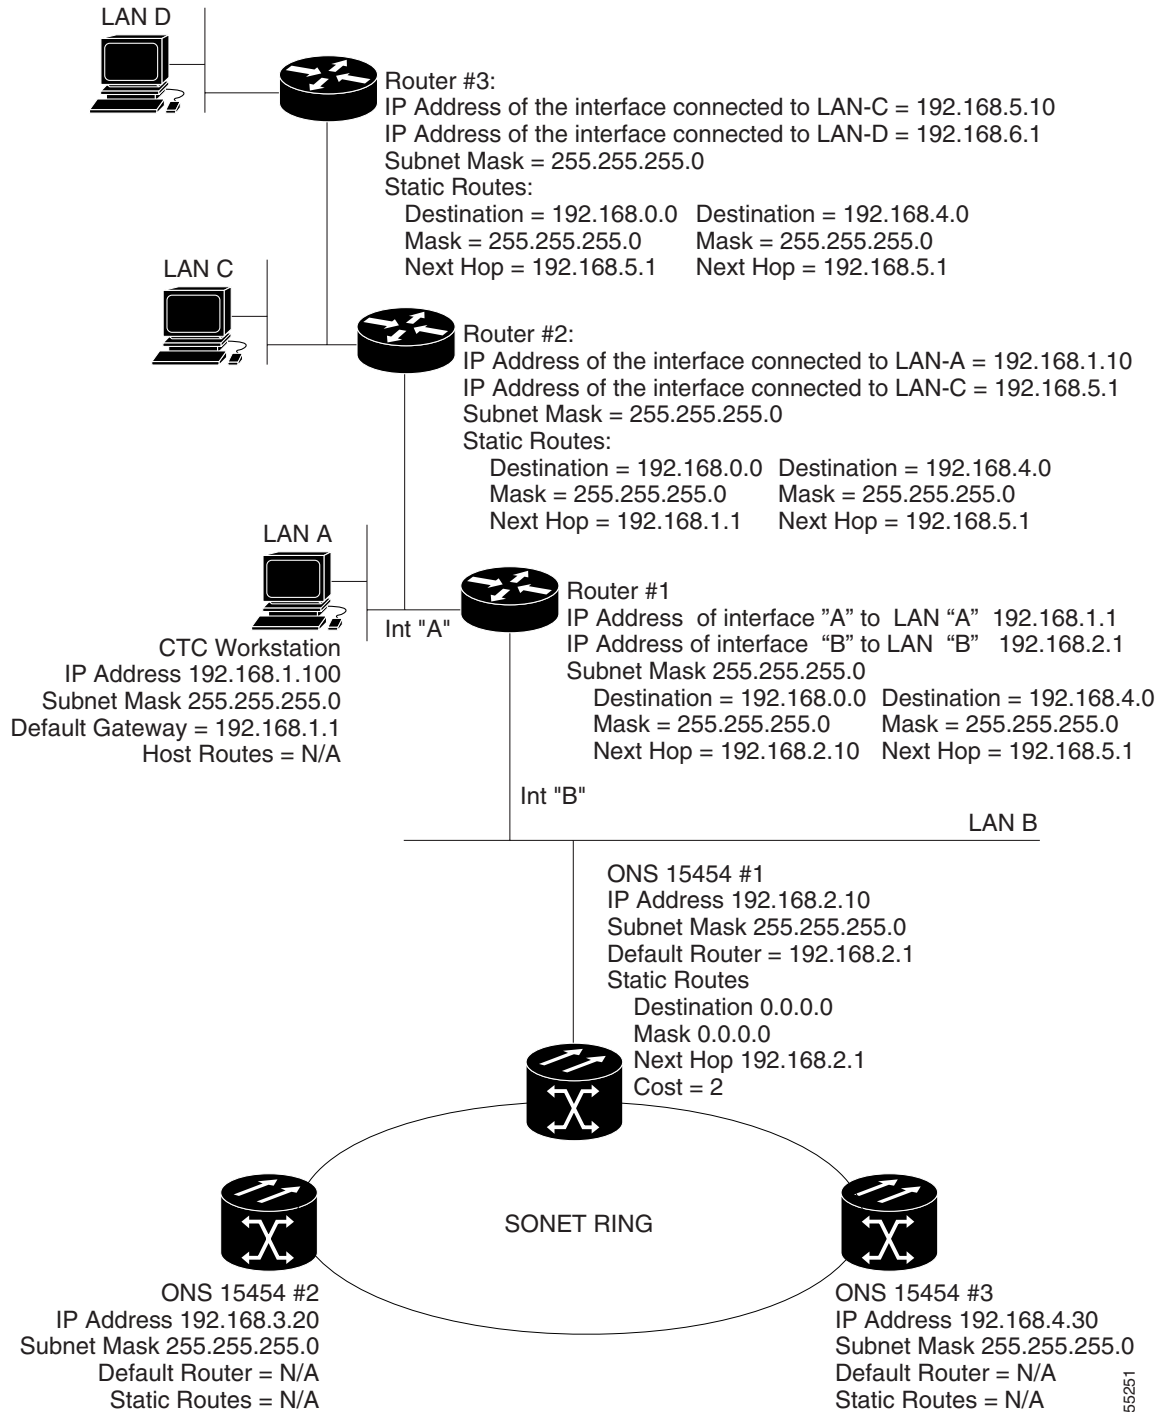 LAN D
Router #3:
IP Address of the interface connected to LAN-C = 192.168.5.10
IP Address of the interface connected to LAN-D = 192.168.6.1
Subnet Mask = 255.255.255.0
Static Routes:
Destination = 192.168.0.0 Destination = 192.168.4.0
Mask = 255.255.255.0 Mask = 255.255.255.0
Next Hop = 192.168.5.1 Next Hop = 192.168.5.1
LAN C
Router #2:
IP Address of the interface connected to LAN-A = 192.168.1.10
IP Address of the interface connected to LAN-C = 192.168.5.1
Subnet Mask = 255.255.255.0
Static Routes:
Destination = 192.168.0.0 Destination = 192.168.4.0
Mask = 255.255.255.0 Mask = 255.255.255.0
Next Hop = 192.168.1.1 Next Hop = 192.168.5.1
LAN A
Int "A"
CTC Workstation
IP Address 192.168.1.100
Subnet Mask 255.255.255.0
Default Gateway = 192.168.1.1
Host Routes = N/A
Router #1
IP Address of interface ”A” to LAN “A” 192.168.1.1
IP Address of interface “B” to LAN “B” 192.168.2.1
Subnet Mask 255.255.255.0
Destination = 192.168.0.0 Destination = 192.168.4.0
Mask = 255.255.255.0 Mask = 255.255.255.0
Next Hop = 192.168.2.10 Next Hop = 192.168.5.1
Int "B"
LAN B
ONS 15454 #1
IP Address 192.168.2.10
Subnet Mask 255.255.255.0
Default Router = 192.168.2.1
Static Routes
Destination 0.0.0.0
Mask 0.0.0.0
Next Hop 192.168.2.1
Cost = 2
SONET RING
ONS 15454 #2
IP Address 192.168.3.20
Subnet Mask 255.255.255.0
Default Router = N/A
Static Routes = N/A
ONS 15454 #3
IP Address 192.168.4.30
Subnet Mask 255.255.255.0
Default Router = N/A
Static Routes = N/A
55251